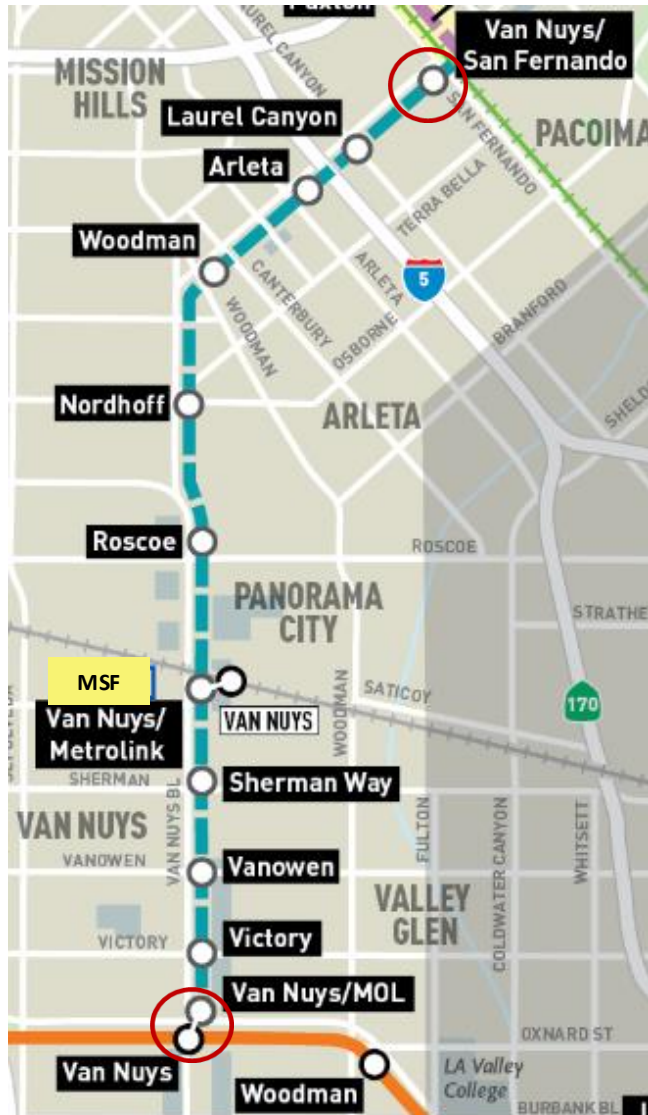 Paxton
Van Nuys/
San Fernando
LAUREL CANYON
MISSION
HILLS
Laurel Canyon
SAN FERNANDO
PACOIMA
Arleta
TERRA BELLA
Woodman
ARLETA
5
CANTERBURY
WOODMAN
OSBORNE
BRANFORD
Nordhoff
ARLETA
Roscoe
ROSCOE
PANORAMA
CITY
STRATHE
MSF
Van Nuys/
Metrolink
VAN NUYS
WOODMAN
SATICOY
170
SHERMAN
Sherman Way
VAN NUYS BL
VAN NUYS
FULTON
COLDWATER CANYON
WHITSETT
VANOWEN
Vanowen
VALLEY
GLEN
VICTORY
Victory
Van Nuys/MOL
OXNARD ST
Van Nuys
Woodman
LA Valley
College
BURBANK BL